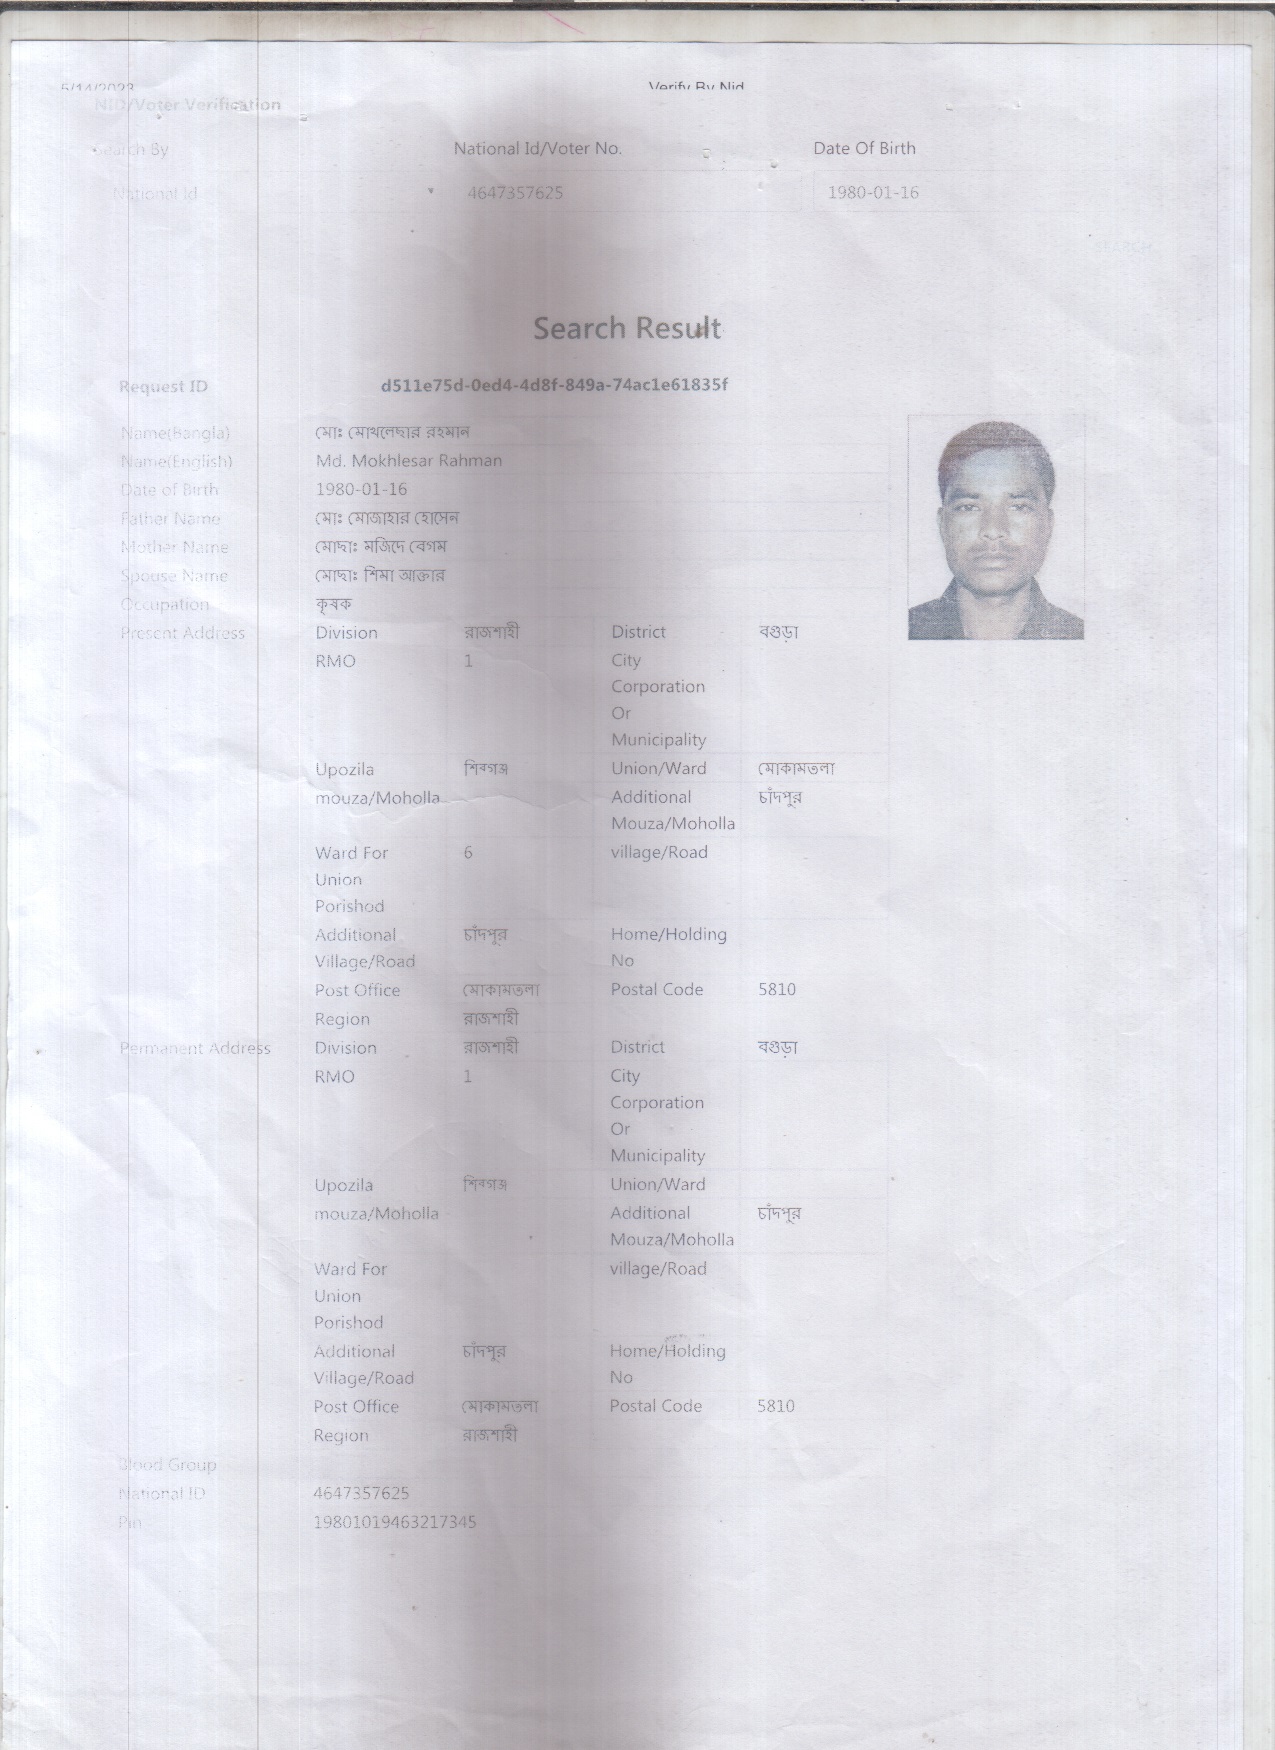 5/14/2023 Verify By Nid
NID/Voter Verification
Search By National Id/Voter No. Date Of Birth
National Id 4647357625 1980-01-16
Search Result
Request ID d511e75d-0ed4-4d8f-849a-74ac1e61835f
Name(Bangla) মোঃ মোখলেছার রহমান
Name(English) Md. Mokhlesar Rahman
Date of Birth 1980-01-16
Father Name মোঃ মোজাহার হোসেন
Mother Name মোছাঃ মজিদে বেগম
Spouse Name মোছাঃ শিমা আক্তার
Occupation কৃষক
Present Address Division রাজশাহী District বগুড়া
RMO 1 City
Corporation
Or
Municipality
Upozila শিবগঞ্জ Union/Ward মোকামতলা
mouza/Moholla Additional চাঁদপুর
Mouza/Moholla
Ward For 6 village/Road
Union
Porishod
Additional চাঁদপুর Home/Holding
Village/Road No
Post Office মোকামতলা Postal Code 5810
Region রাজশাহী
Permanent Address Division রাজশাহী District বগুড়া
RMO 1 City
Corporation
Or
Municipality
Upozila শিবগঞ্জ Union/Ward
mouza/Moholla Additional চাঁদপুর
Mouza/Moholla
Ward For village/Road
Union
Porishod
Additional চাঁদপুর Home/Holding
Village/Road No
Post Office মোকামতলা Postal Code 5810
Region রাজশাহী
Blood Group
National ID 4647357625
Pin 19801019463217345